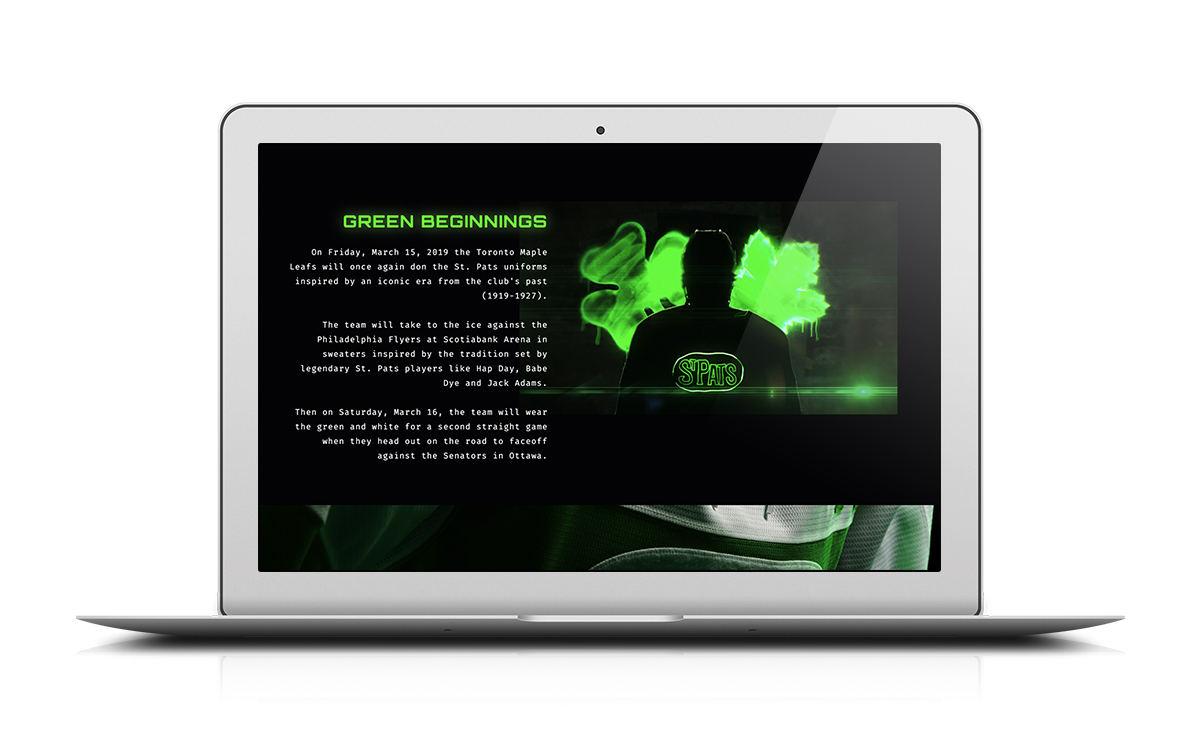 GREEN BEGINNINGS
On Friday, March 15, 2019 the Toronto Maple
Leafs will once again don the St. Pats uniforms
inspired by an iconic era from the club's past
(1919-1927).
The team will take to the ice against the
Philadelphia Flyers at Scotiabank Arena in
sweaters inspired by the tradition set by
legendary St. Pats players like Hap Day, Babe
Dye and Jack Adams.
Then on Saturday, March 16, the team will wear
the green and white for a second straight game
when they head out on the road to faceoff
against the Senators in Ottawa.
ST PATS